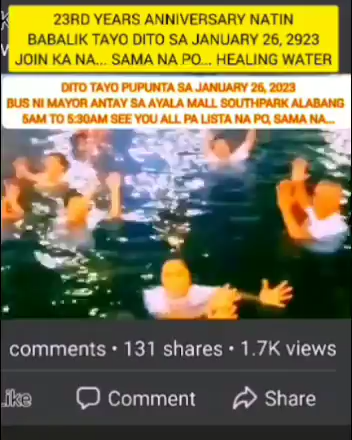 23RD YEARS ANNIVERSARY NATIN
BABALIK TAYO DITO SA JANUARY 26, 2923
JOIN KA NA... SAMA NA PO... HEALING WATER
DITO TAYO PUPUNTA SA JANUARY 26, 2023
BUS NI MAYOR ANTAY SA AYALA MALL SOUTHPARK ALABANG
5AM TO 5:30AM SEE YOU ALL PA LISTA NA PO, SAMA NA...
comments • 131 shares • 1.7K views
Like Comment Share